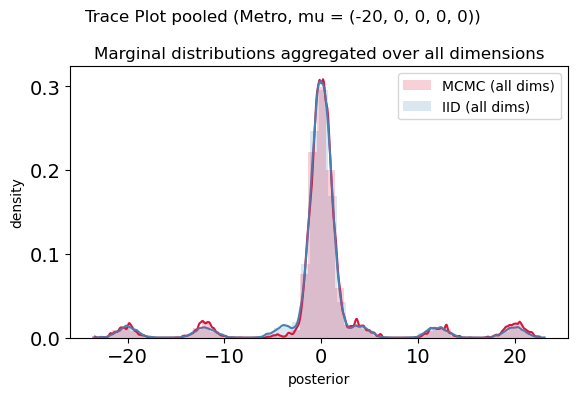 Trace Plot pooled (Metro, mu = (-20, 0, 0, 0, 0))
Marginal distributions aggregated over all dimensions
MCMC (all dims)
IID (all dims)
0.3
0.2
0.1
0.0
density
−20
−10
0
10
20
posterior